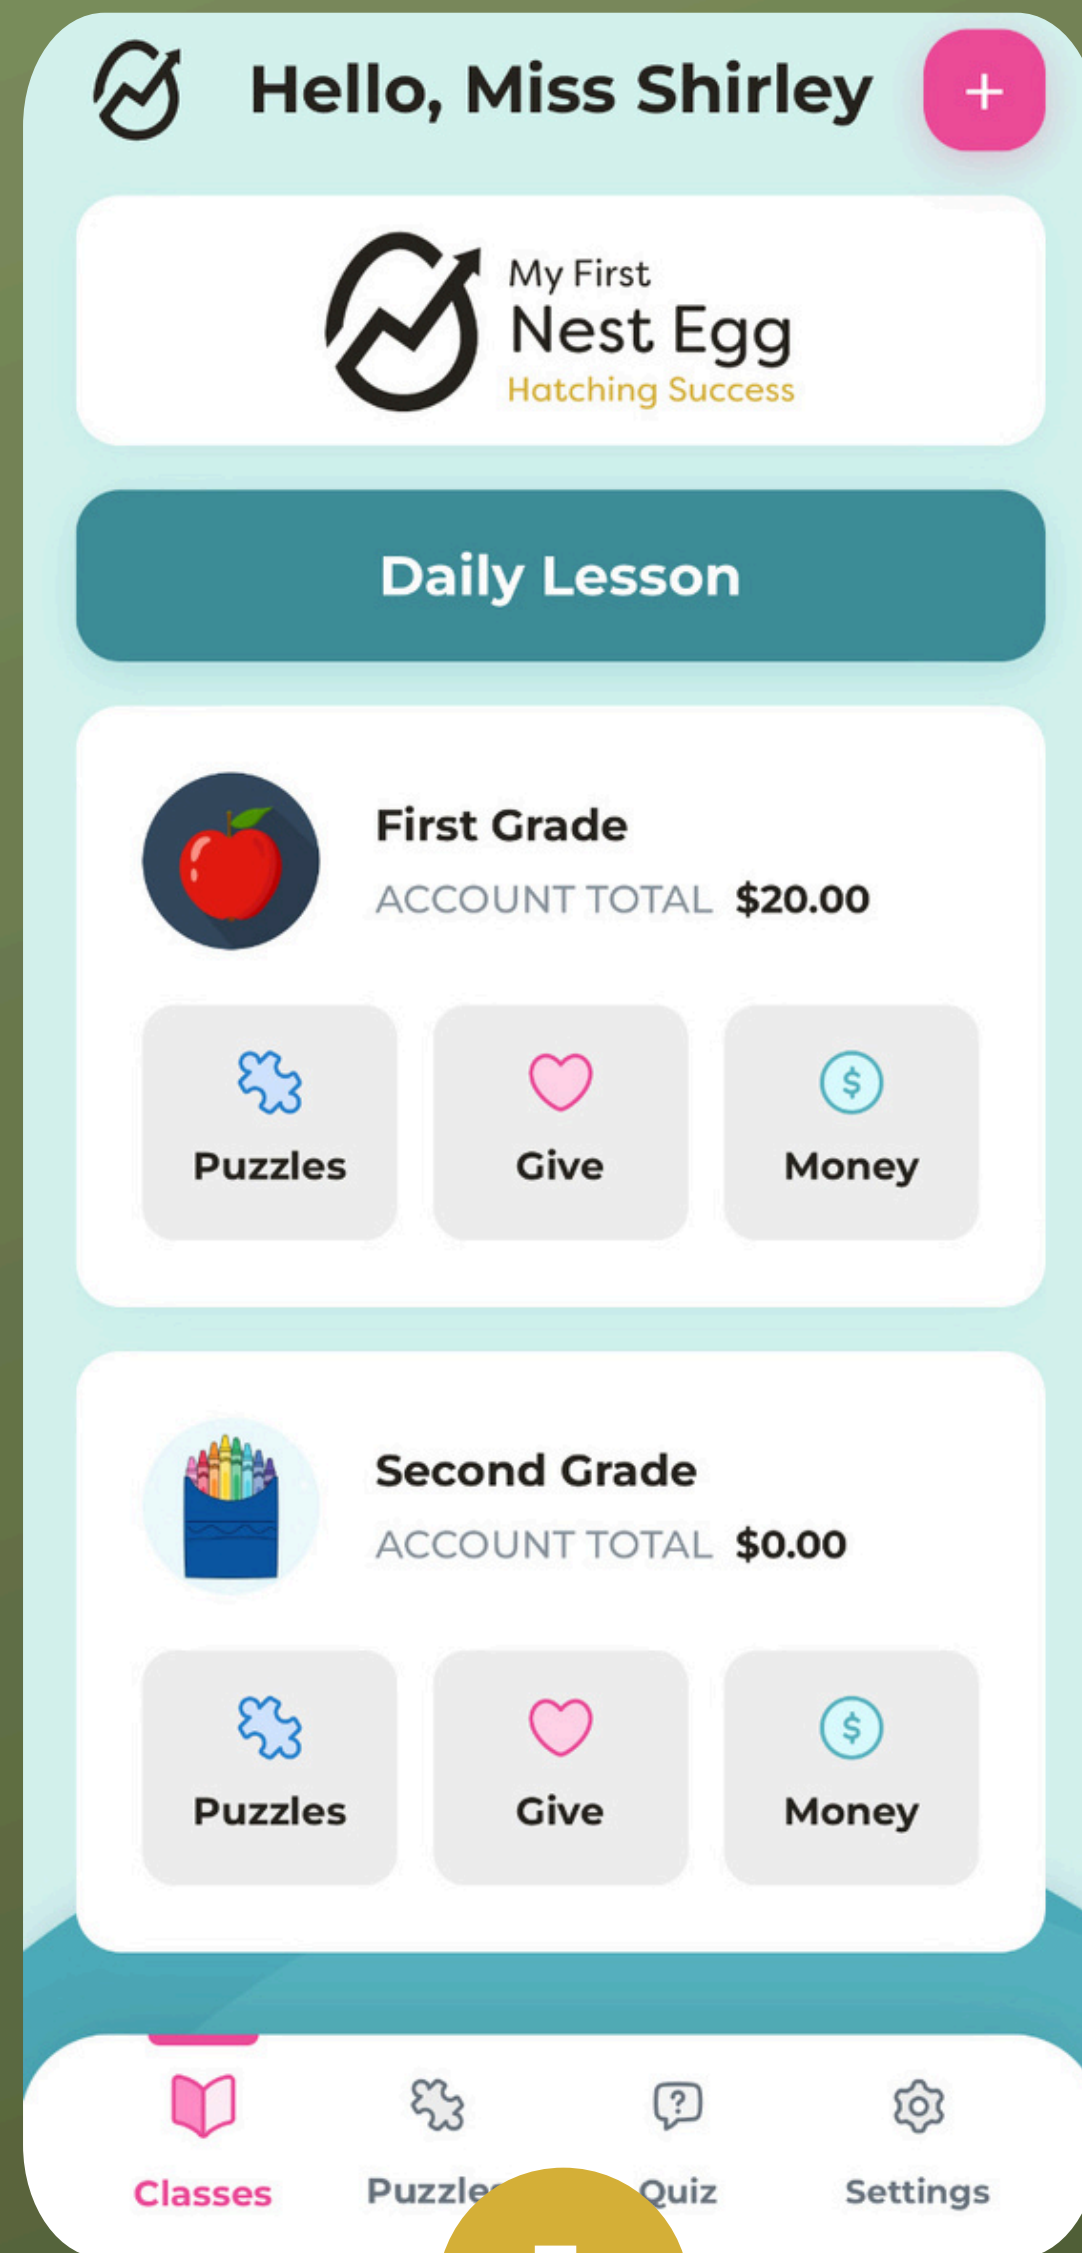 Hello, Miss Shirley
+
My First
Nest Egg
Hatching Success
Daily Lesson
First Grade
ACCOUNT TOTAL $20.00
Puzzles Give Money
Second Grade
ACCOUNT TOTAL $0.00
Puzzles Give Money
Classes Puzzles Quiz Settings